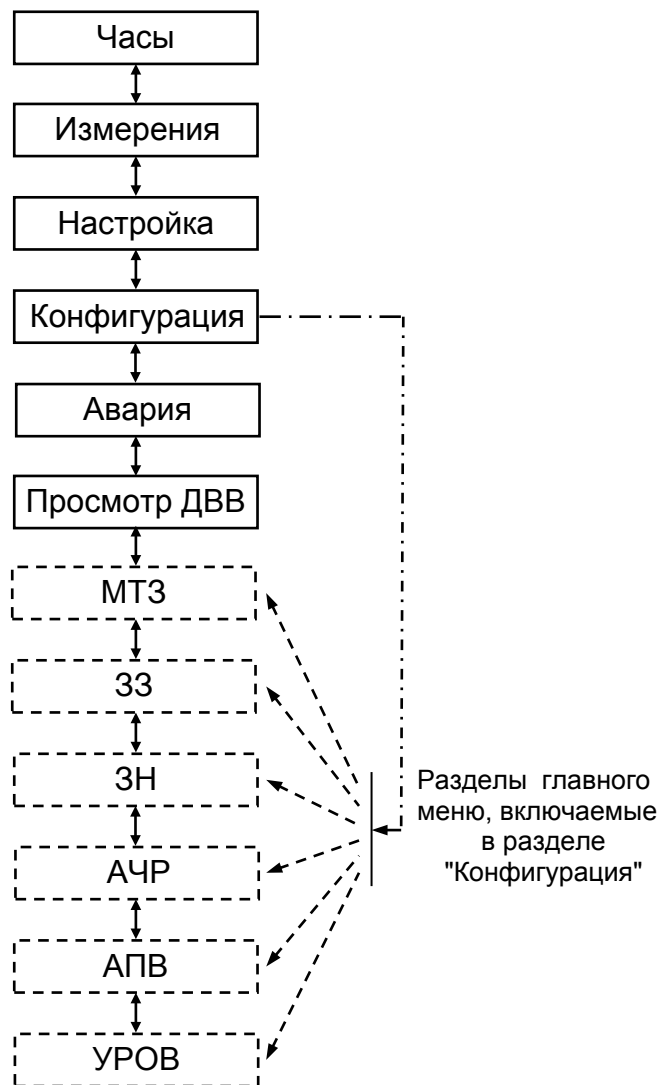 Часы
Измерения
Настройка
Конфигурация
Авария
Просмотр ДВВ
МТЗ
ЗЗ
ЗН
АЧР
АПВ
УРОВ
Разделы главного
меню, включаемые
в разделе
"Конфигурация"